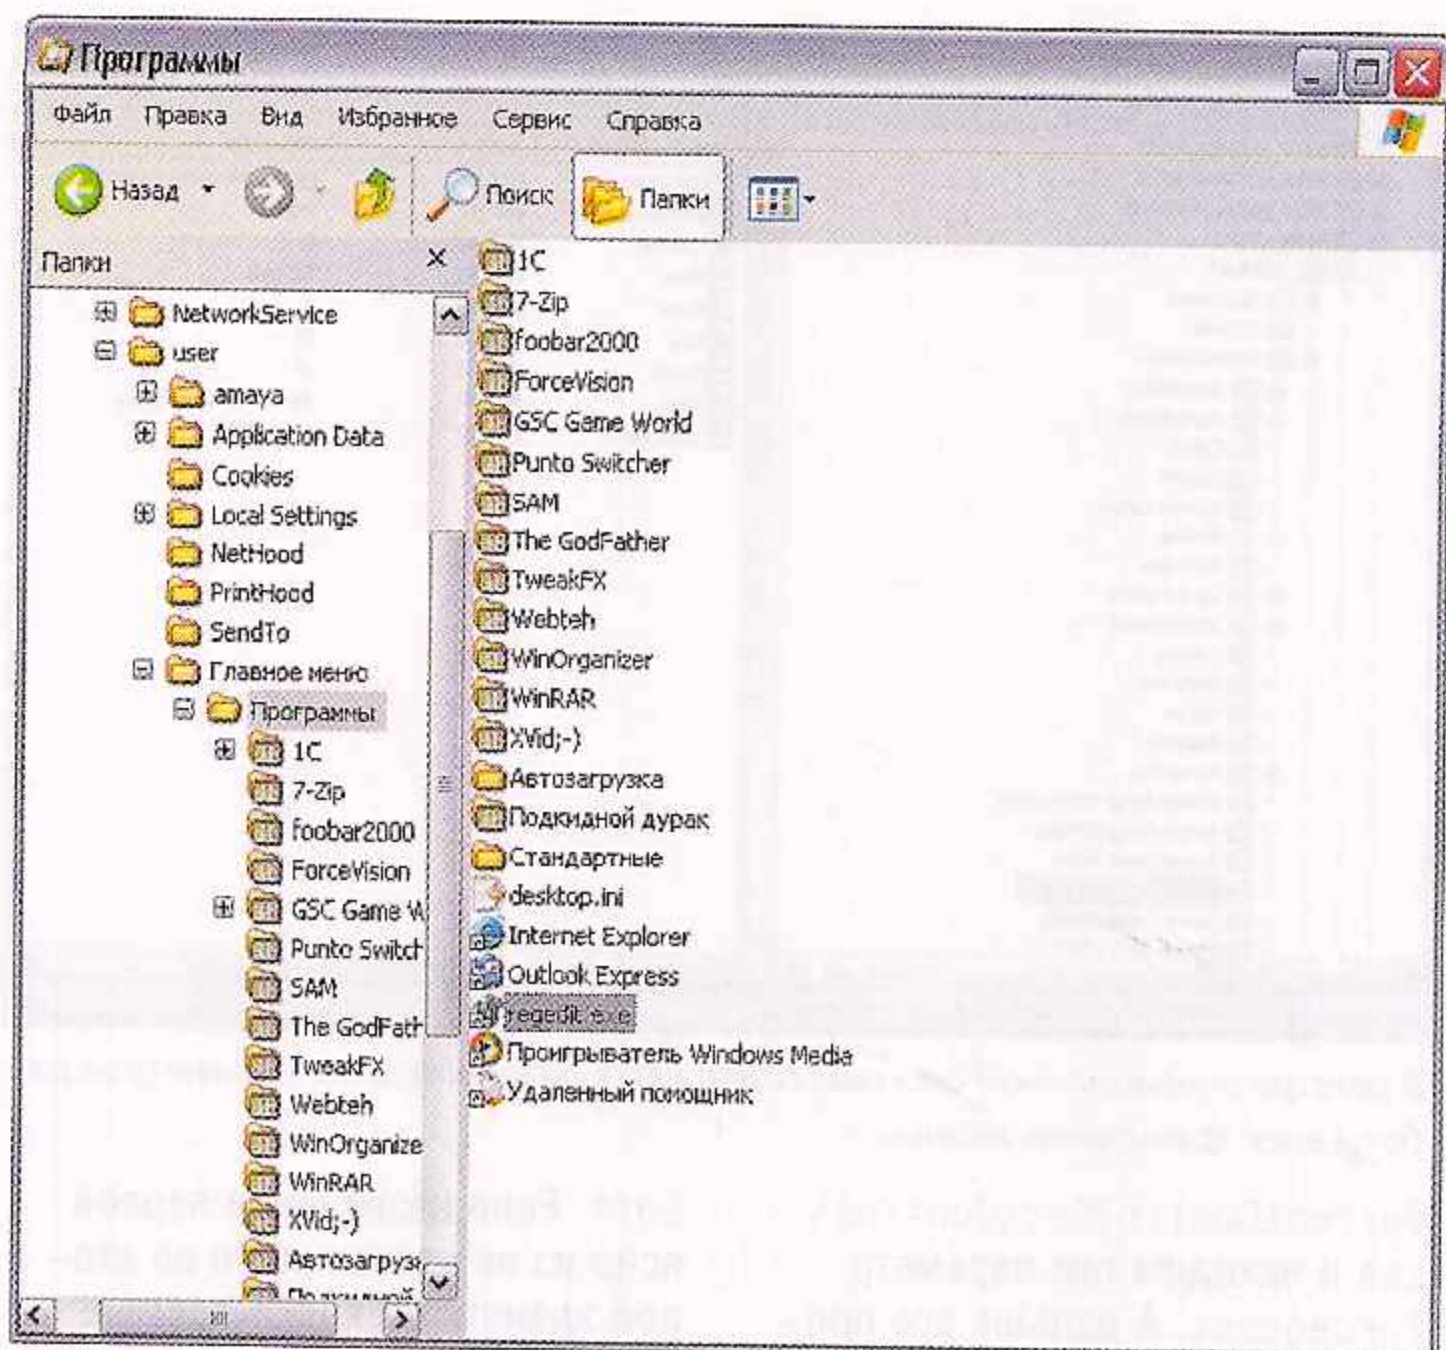 Программы
Файл Правка Вид Избранное Сервис Справка
Назад Поиск Папки
Папки
NetworkService
user
amaya
Application Data
Cookies
Local Settings
NetHood
PrintHood
SendTo
Главное меню
Программы
1C
7-Zip
foobar2000
ForceVision
GSC Game W
Punto Switch
SAM
The GodFath
TweakFX
Webteh
WinOrganize
WinRAR
XVid;-)
Автозагрузк
Подкидной
1C
7-Zip
foobar2000
ForceVision
GSC Game World
Punto Switcher
SAM
The GodFather
TweakFX
Webteh
WinOrganizer
WinRAR
XVid;-)
Автозагрузка
Подкидной дурак
Стандартные
desktop.ini
Internet Explorer
Outlook Express
regedit.exe
Проигрыватель Windows Media
Удаленный помощник